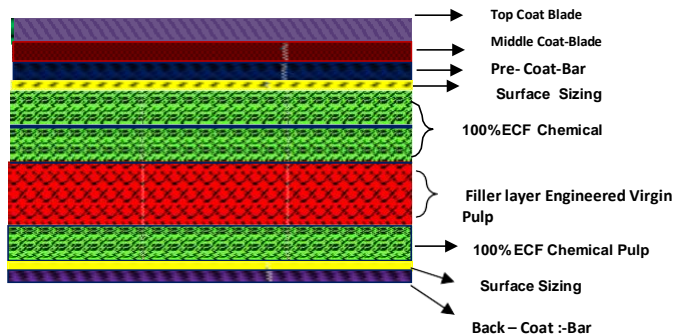 Top Coat Blade
Middle Coat-Blade
Pre- Coat-Bar
Surface Sizing
100%ECF Chemical
Filler layer Engineered Virgin
Pulp
100%ECF Chemical Pulp
Surface Sizing
Back – Coat :-Bar